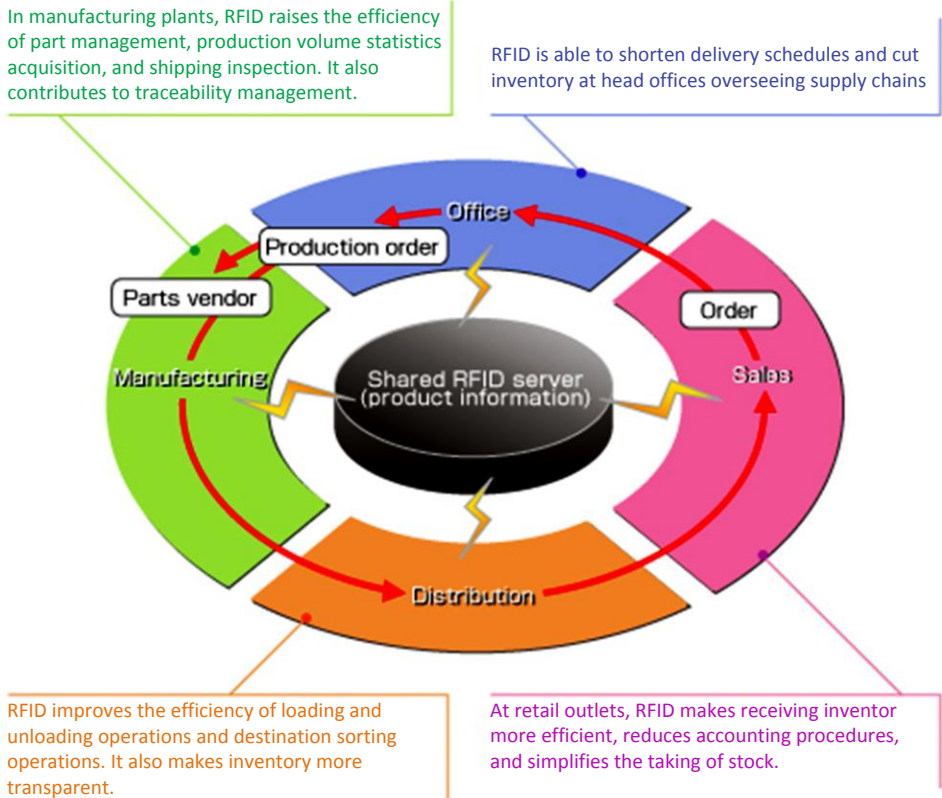 In manufacturing plants, RFID raises the efficiency
of part management, production volume statistics
acquisition, and shipping inspection. It also
contributes to traceability management.
RFID is able to shorten delivery schedules and cut
inventory at head offices overseeing supply chains
Office
Production order
Parts vendor
Order
Manufacturing
Shared RFID server
(product information)
Sales
Distribution
RFID improves the efficiency of loading and
unloading operations and destination sorting
operations. It also makes inventory more
transparent.
At retail outlets, RFID makes receiving inventor
more efficient, reduces accounting procedures,
and simplifies the taking of stock.